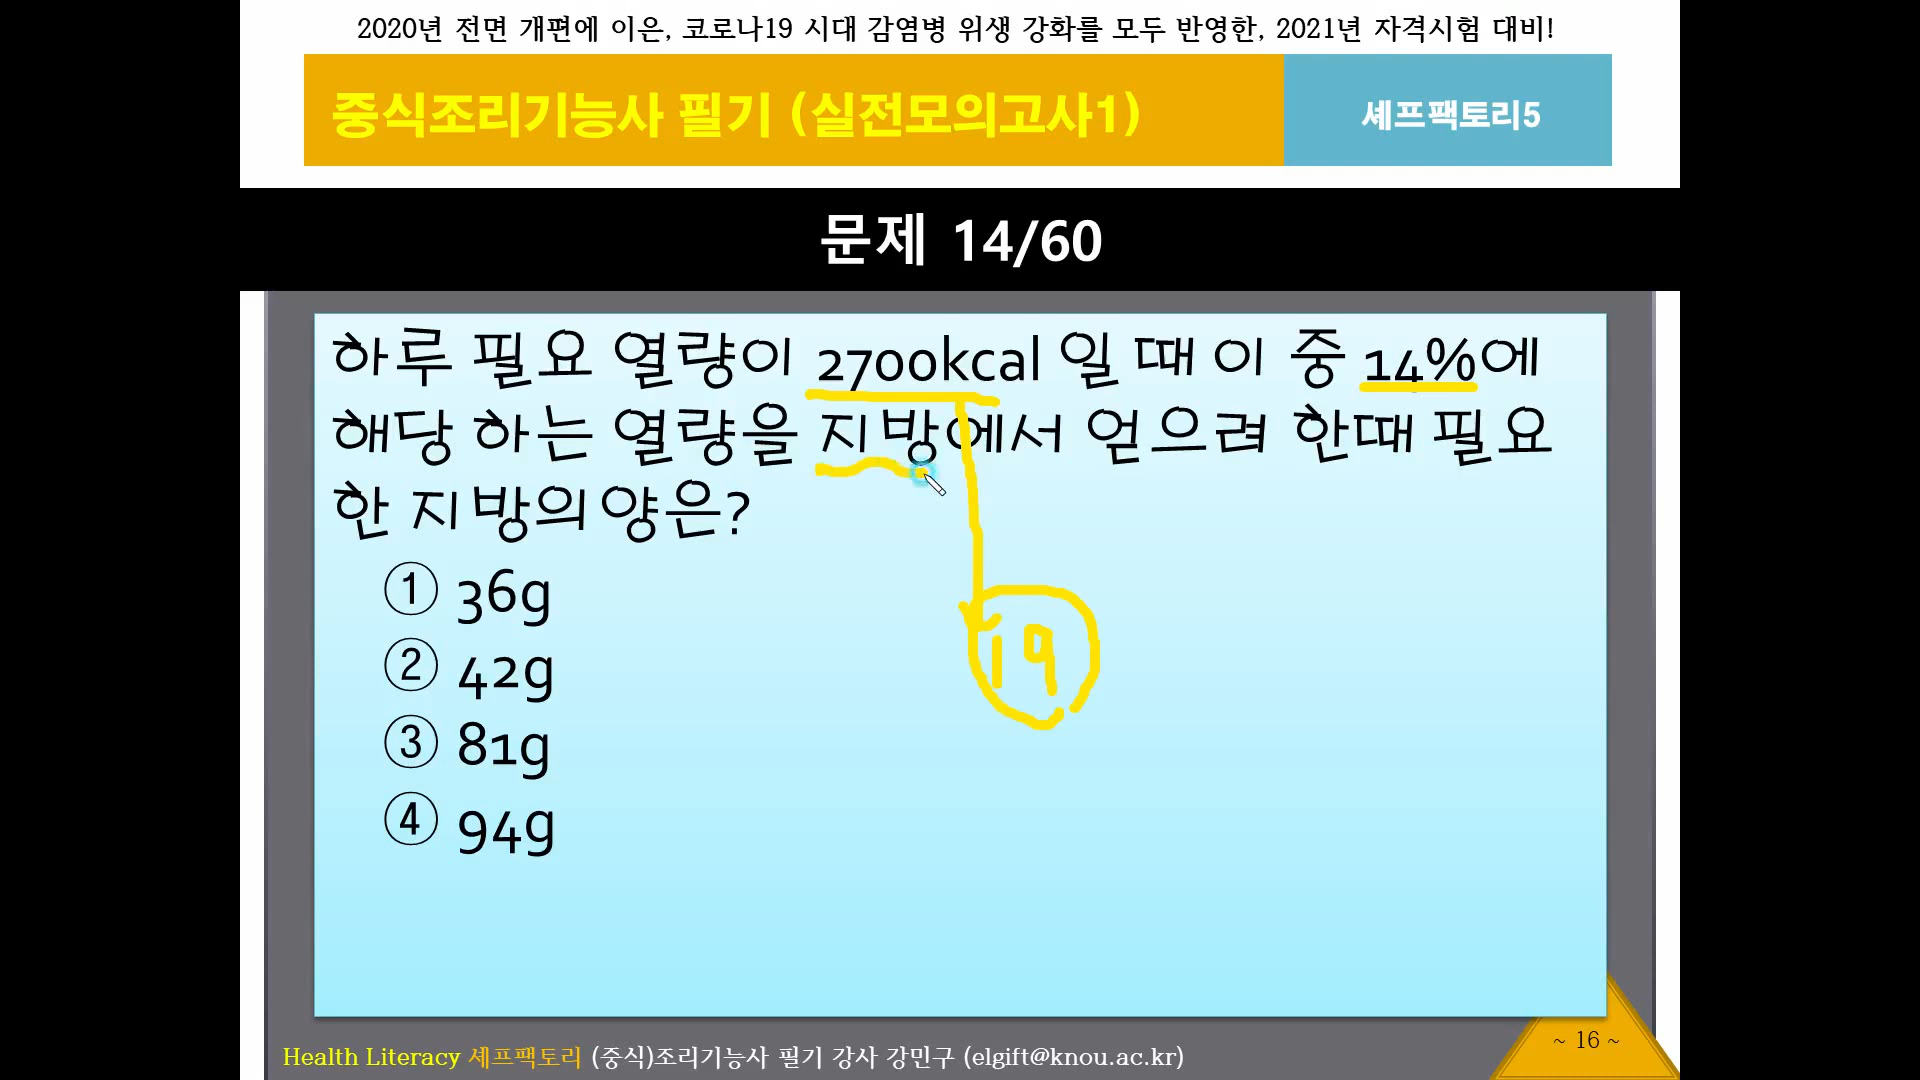 2020년 전면 개편에 이은, 코로나19 시대 감염병 위생 강화를 모두 반영한, 2021년 자격시험 대비!
중식조리기능사 필기 (실전모의고사1)
셰프팩토리5
문제 14/60
하루 필요 열량이 2700kcal 일 때 이 중 14%에
해당 하는 열량을 지방에서 얻으려 한때 필요
한 지방의 양은?
① 36g
② 42g
③ 81g
④ 94g
19
~ 16 ~
Health Literacy 셰프팩토리 (중식)조리기능사 필기 강사 강민구 (elgift@knou.ac.kr)